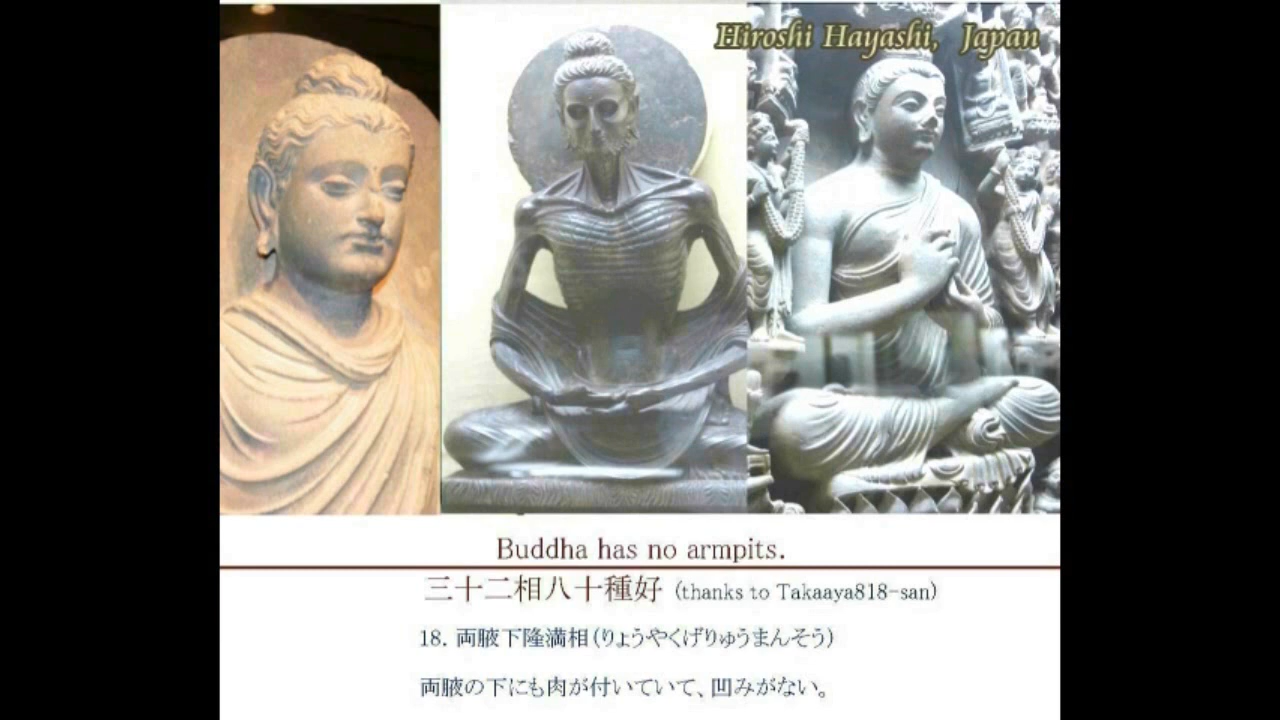 Hiroshi Hayashi, Japan
Buddha has no armpits.
三十二相八十種好 (thanks to Takaaya818-san)
18. 両腋下隆満相(りょうやくげりゅうまんそう)
両腋の下にも肉が付いていて、凹みがない。